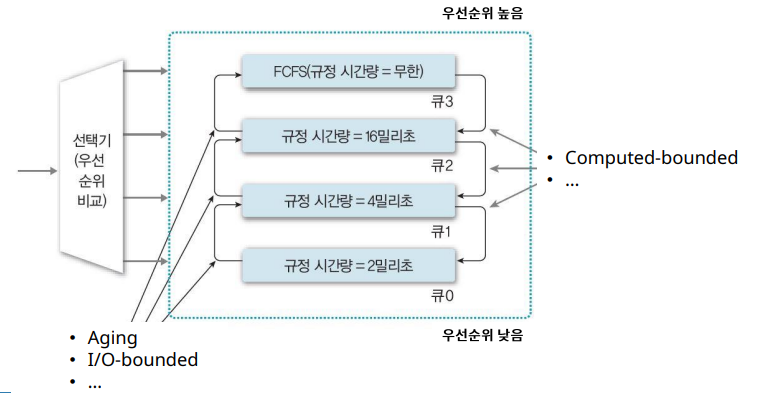 우선순위 높음
FCFS(규정 시간량 = 무한)
큐3
선택기
(우선
순위
비교)
규정 시간량 = 16밀리초
큐2
• Computed-bounded
• ...
규정 시간량 = 4밀리초
큐1
규정 시간량 = 2밀리초
큐0
우선순위 낮음
• Aging
• I/O-bounded
• ...